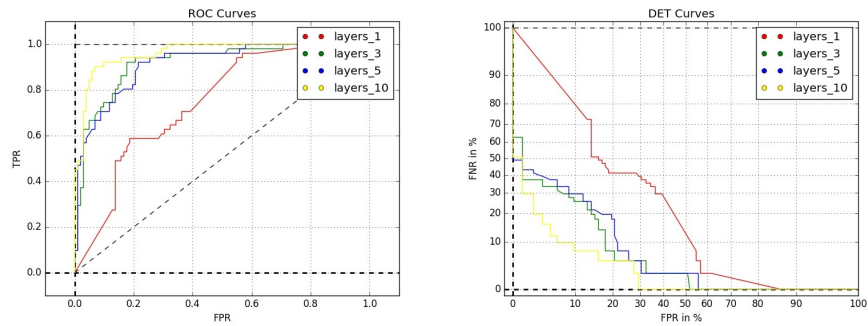 ROC Curves
layers_1
layers_3
layers_5
layers_10
1.0
0.8
0.6
0.4
0.2
0.0
TPR
0.0 0.2 0.4 0.6 0.8 1.0
FPR
DET Curves
layers_1
layers_3
layers_5
layers_10
100
90
80
70
60
50
40
30
20
10
0
FNR in %
0 10 20 30 40 50 60 70 80 90 100
FPR in %